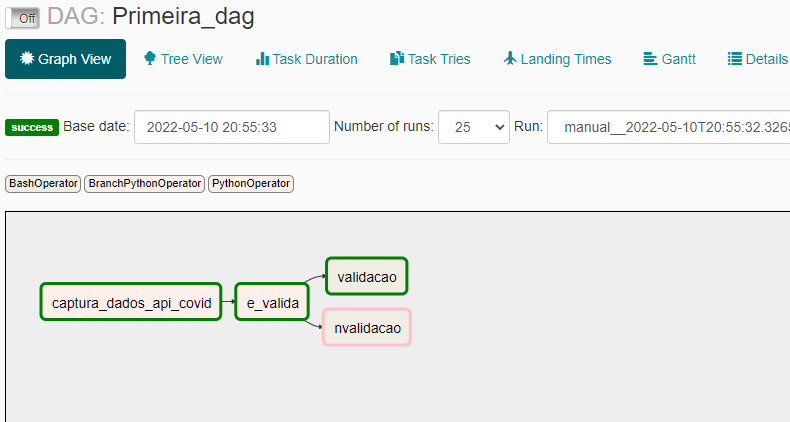 Off DAG: Primeira_dag
Graph View Tree View Task Duration Task Tries Landing Times Gantt Details
success Base date: 2022-05-10 20:55:33 Number of runs: 25 Run: manual__2022-05-10T20:55:32.3265
BashOperator BranchPythonOperator PythonOperator
validacao
captura_dados_api_covid e_valida
nvalidacao